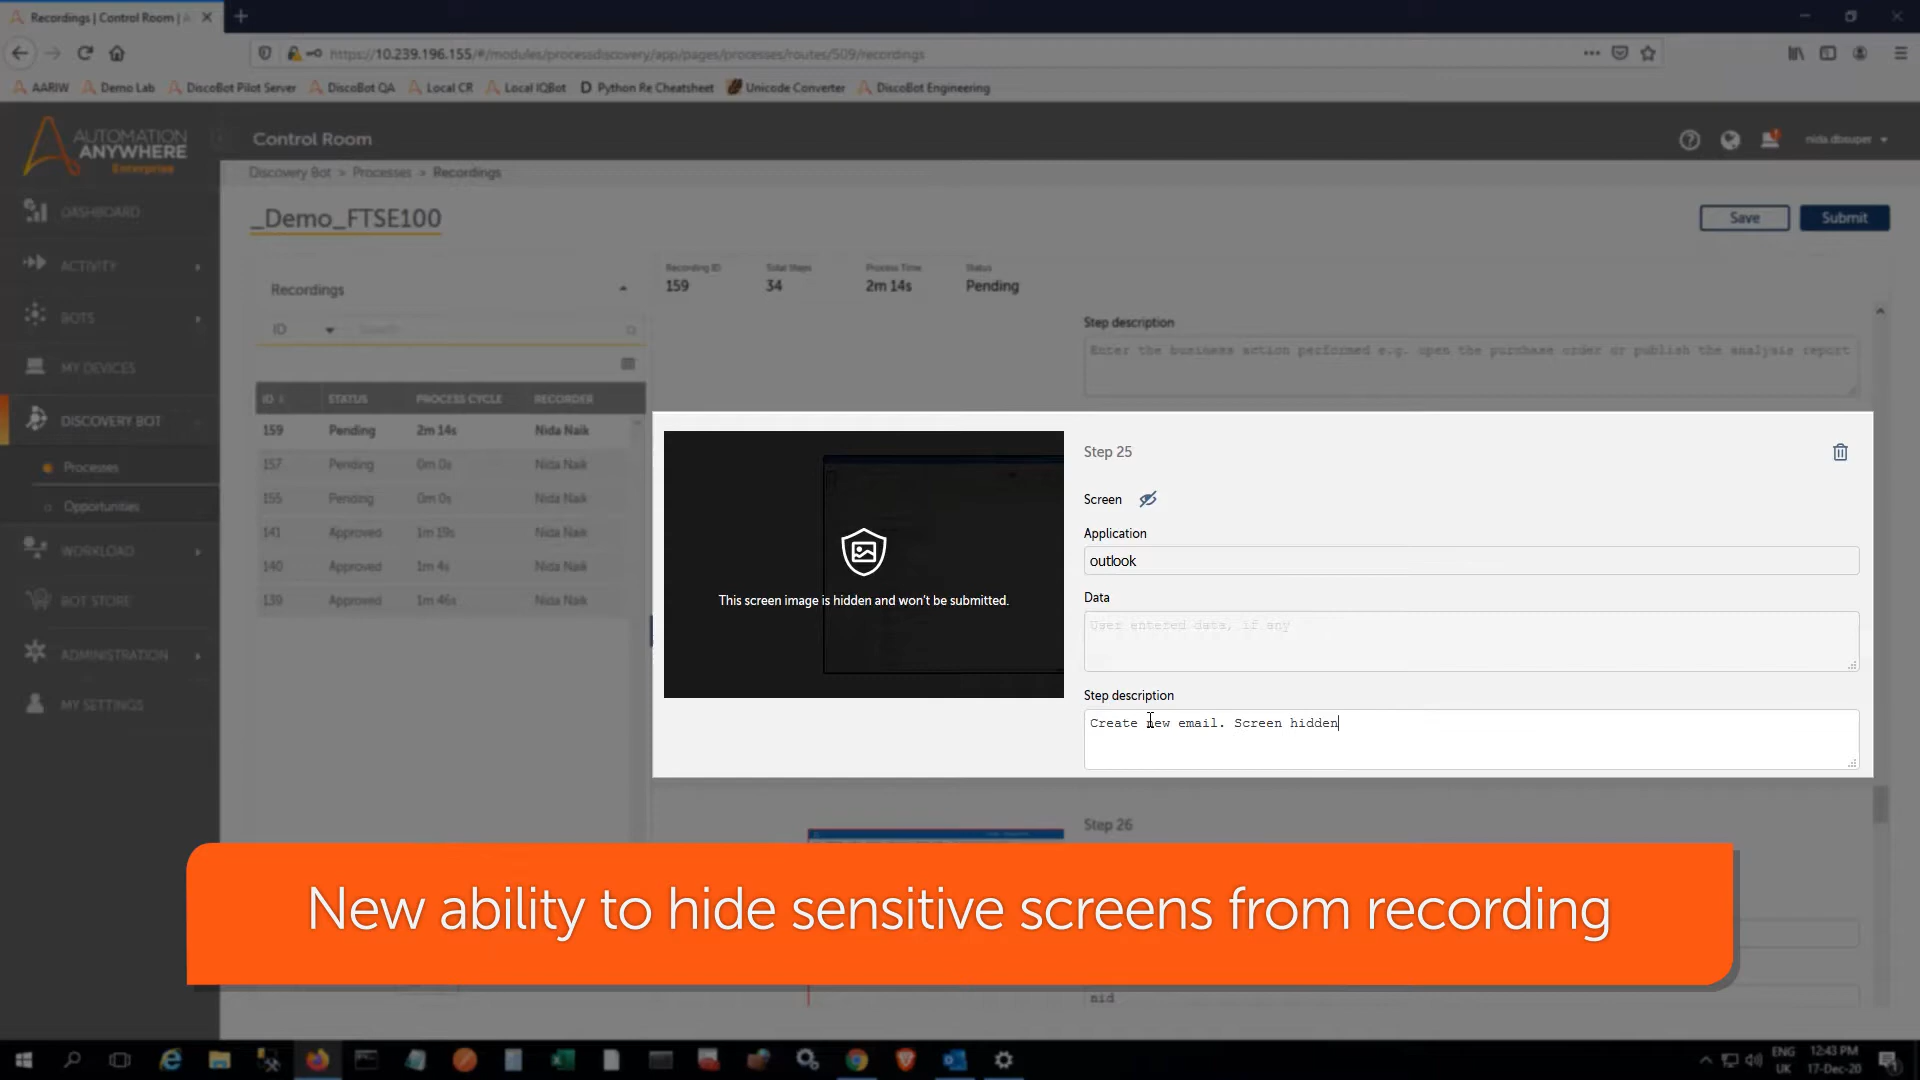 Recordings | Control Room | A
https://10.239.196.155/#/modules/processdiscovery/app/pages/processes/routes/509/recordings
AARIW
Demo Lab
DiscoBot Pilot Server
DiscoBot QA
Local CR
Local IQBot
Python Re Cheatsheet
Unicode Converter
DiscoBot Engineering
AUTOMATION
ANYWHERE
Enterprise
Control Room
nida.dbsuper
Discovery Bot > Processes > Recordings
DASHBOARD
ACTIVITY
BOTS
MY DEVICES
DISCOVERY BOT
Processes
Opportunities
WORKLOAD
BOT STORE
ADMINISTRATION
MY SETTINGS
_Demo_FTSE100
Save
Submit
Recordings
ID
Search
ID STATUS PROCESS CYCLE RECORDER
159 Pending 2m 14s Nida Naik
157 Pending 0m 0s Nida Naik
155 Pending 0m 0s Nida Naik
141 Approved 1m 19s Nida Naik
140 Approved 1m 4s Nida Naik
139 Approved 1m 46s Nida Naik
Recording ID Total Steps Process Time Status
159 34 2m 14s Pending
Step description
Enter the business action performed e.g. open the purchase order or publish the analysis report
This screen image is hidden and won't be submitted.
Step 25
Screen
Application
outlook
Data
User entered data, if any
Step description
Create new email. Screen hidden
Step 26
New ability to hide sensitive screens from recording
nid
ENG
UK
12:43 PM
17-Dec-20